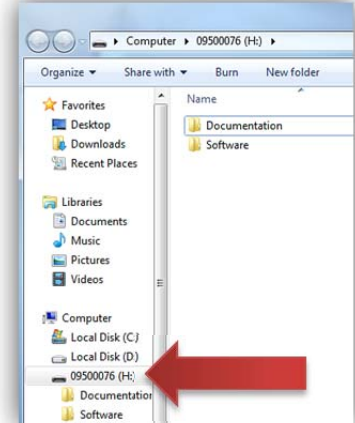 Computer ▸ 09500076 (H:) ▸
Organize ▾ Share with ▾ Burn New folder
Favorites
Desktop
Downloads
Recent Places
Libraries
Documents
Music
Pictures
Videos
Computer
Local Disk (C:)
Local Disk (D:)
09500076 (H:)
Documentation
Software
Name
Documentation
Software